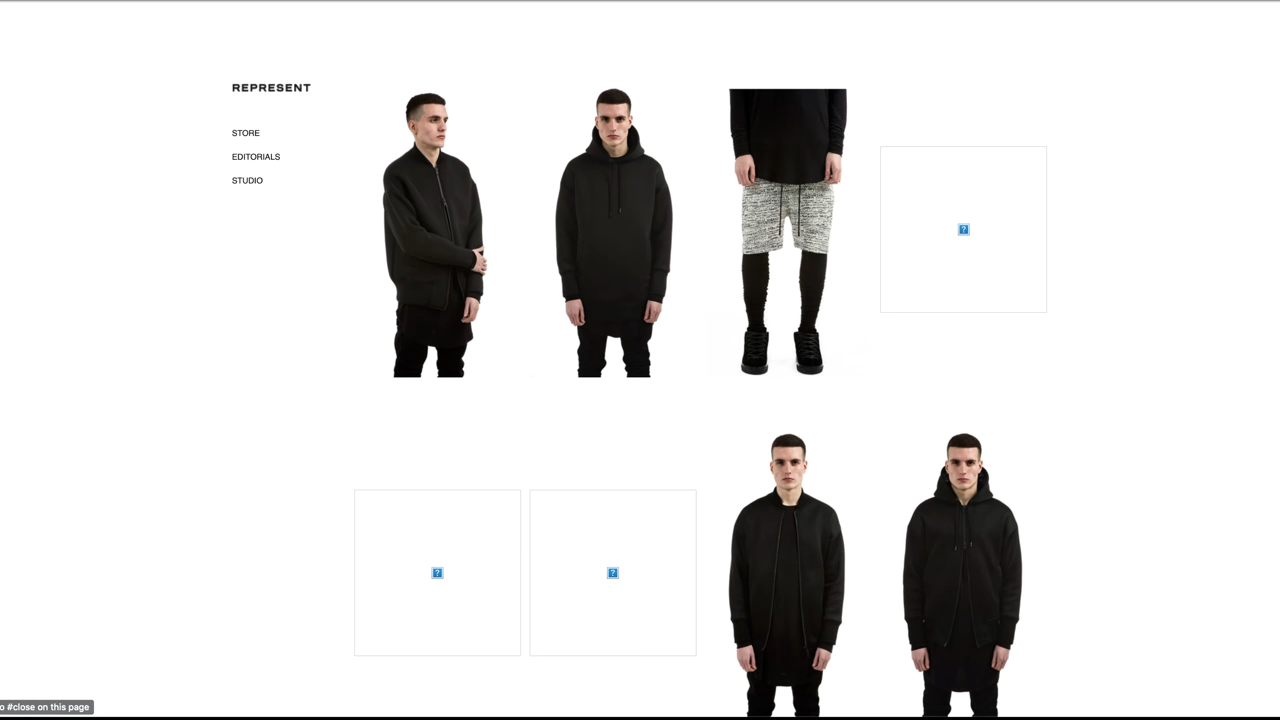 REPRESENT
STORE
EDITORIALS
STUDIO
o #close on this page